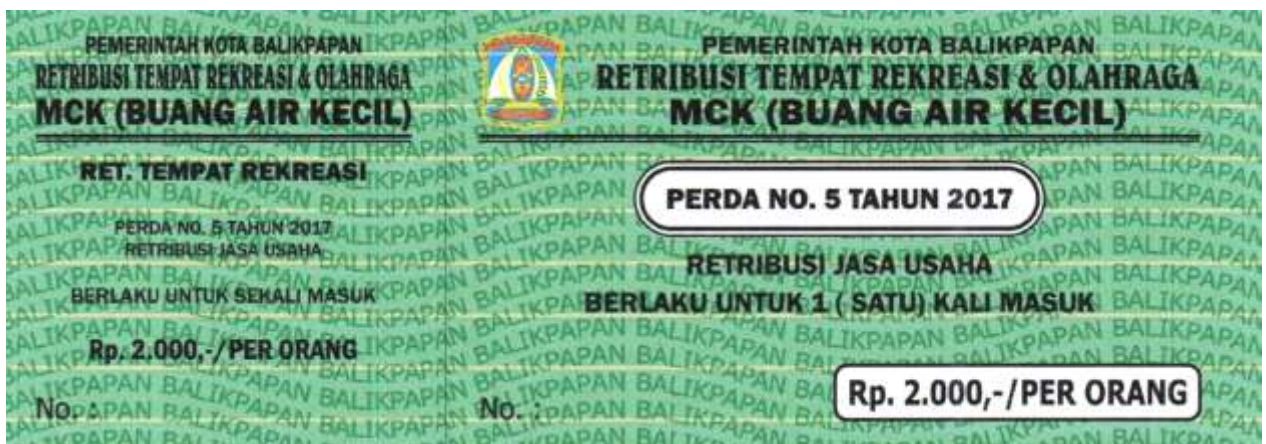 PEMERINTAH KOTA BALIKPAPAN
RETRIBUSI TEMPAT REKREASI & OLAHRAGA
MCK (BUANG AIR KECIL)
RET. TEMPAT REKREASI
PERDA NO. 5 TAHUN 2017
RETRIBUSI JASA USAHA
BERLAKU UNTUK SEKALI MASUK
Rp. 2.000,-/PER ORANG
No. :
PEMERINTAH KOTA BALIKPAPAN
RETRIBUSI TEMPAT REKREASI & OLAHRAGA
MCK (BUANG AIR KECIL)
PERDA NO. 5 TAHUN 2017
RETRIBUSI JASA USAHA
BERLAKU UNTUK 1 ( SATU) KALI MASUK
Rp. 2.000,-/PER ORANG
No. :